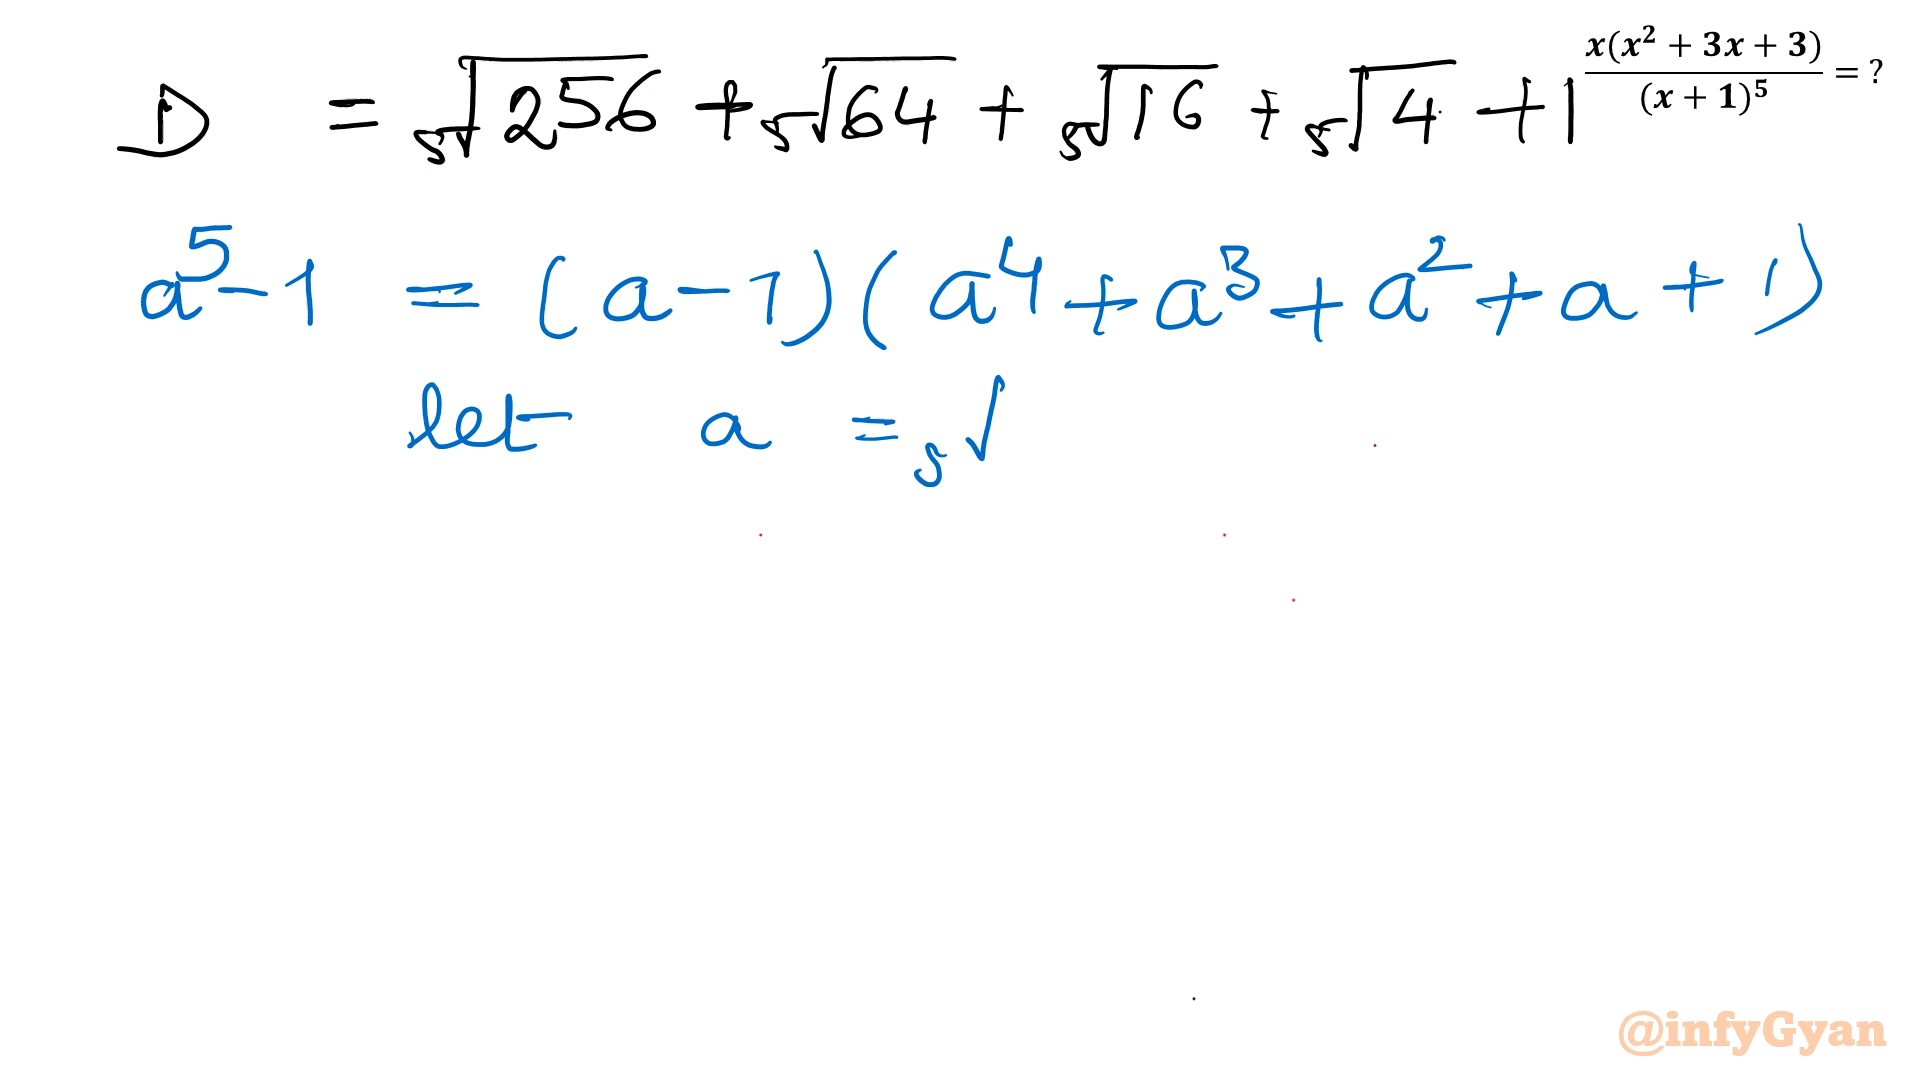 x(x² + 3x + 3) / (x + 1)⁵ = ?
D = ⁵√256 + ⁵√64 + ⁵√16 + ⁵√4 + 1
a⁵ - 1 = (a - 1)(a⁴ + a³ + a² + a + 1)
let a = ⁵√
@infyGyan